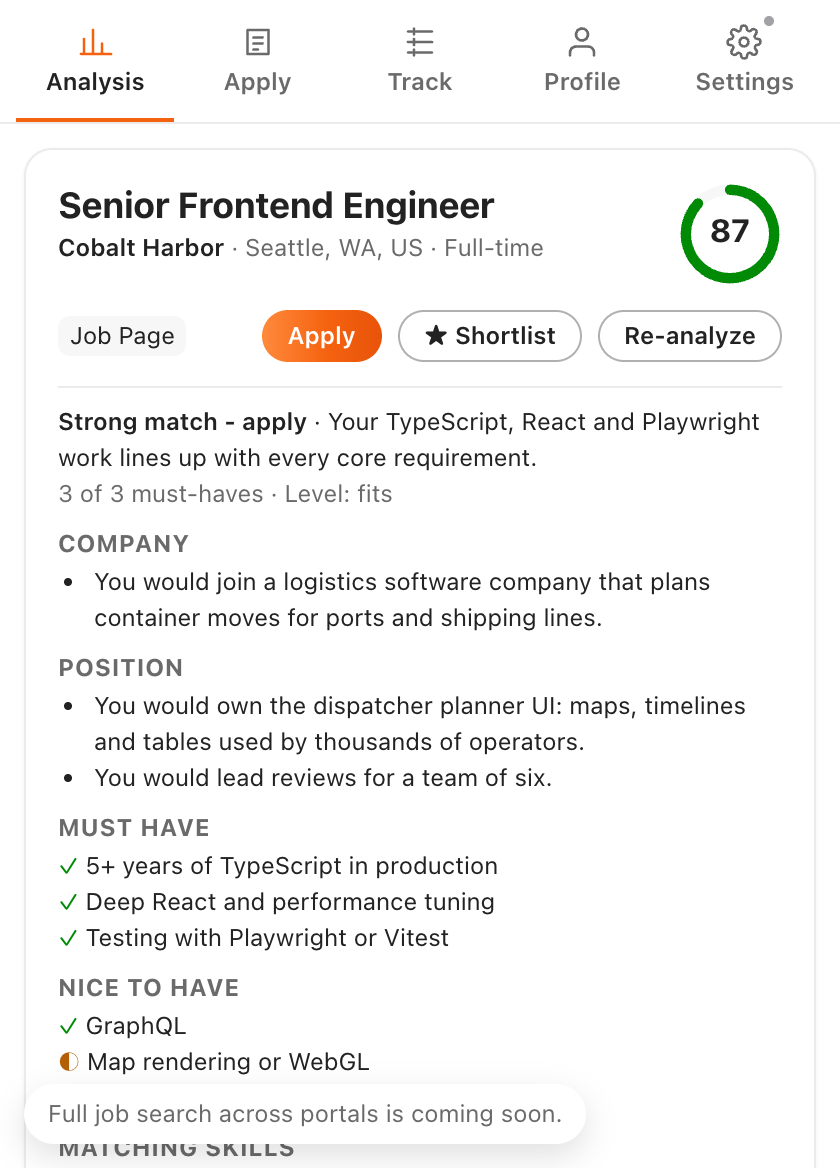 Analysis
Apply
Track
Profile
Settings
Senior Frontend Engineer
87
Cobalt Harbor · Seattle, WA, US · Full-time
Job Page
Apply
★ Shortlist
Re-analyze
Strong match - apply · Your TypeScript, React and Playwright
work lines up with every core requirement.
3 of 3 must-haves · Level: fits
COMPANY
• You would join a logistics software company that plans
container moves for ports and shipping lines.
POSITION
• You would own the dispatcher planner UI: maps, timelines
and tables used by thousands of operators.
• You would lead reviews for a team of six.
MUST HAVE
✓ 5+ years of TypeScript in production
✓ Deep React and performance tuning
✓ Testing with Playwright or Vitest
NICE TO HAVE
✓ GraphQL
◐ Map rendering or WebGL
Full job search across portals is coming soon.
MATCHING SKILLS